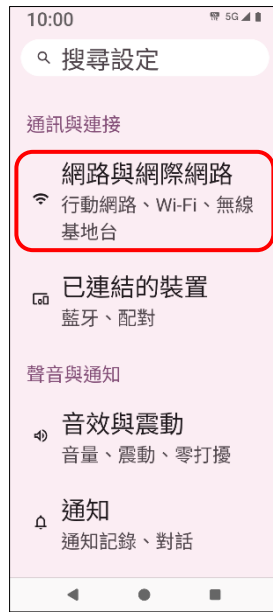 10:00 5G
搜尋設定
通訊與連接
網路與網際網路
行動網路、Wi-Fi、無線
基地台
已連結的裝置
藍牙、配對
聲音與通知
音效與震動
音量、震動、零打擾
通知
通知記錄、對話